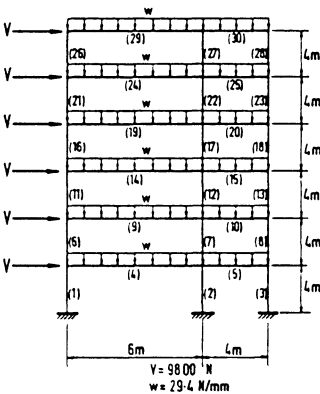 w
V
(29) (30)
(26) w (27) (28) 4m
V
(24) (25)
(21) w (22) (23) 4m
V
(19) (20)
(16) w (17) (18) 4m
V
(14) (15)
(11) w (12) (13) 4m
V
(9) (10)
(6) w (7) (8) 4m
V
(4) (5)
(1) (2) (3) 4m
6m 4m
V = 9800 N
w = 29·4 N/mm